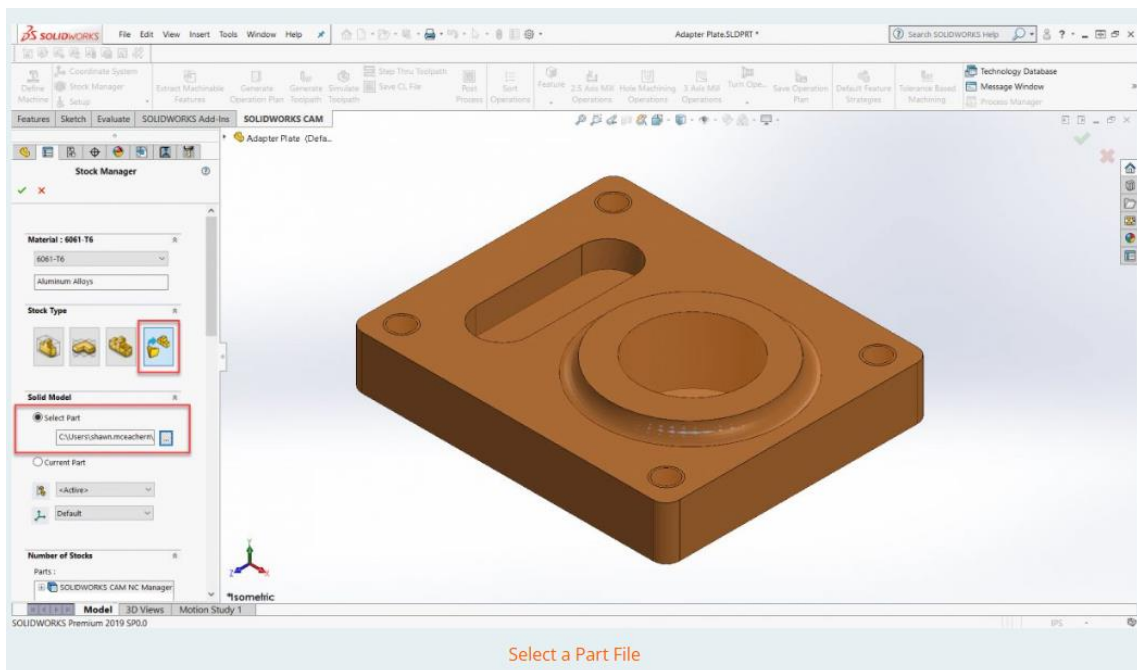 SOLIDWORKS File Edit View Insert Tools Window Help Adapter Plate.SLDPRT * Search SOLIDWORKS Help
Define Machine
Coordinate System
Stock Manager
Setup
Extract Machinable Features
Generate Operation Plan
Generate Toolpath
Simulate Toolpath
Step Thru Toolpath
Save CL File
Post Process
Sort Operations
Feature
2.5 Axis Mill Operations
Hole Machining Operations
3 Axis Mill Operations
Turn Ope...
Save Operation Plan
Default Feature Strategies
Tolerance Based Machining
Technology Database
Message Window
Process Manager
Features Sketch Evaluate SOLIDWORKS Add-Ins SOLIDWORKS CAM
Adapter Plate (Defa...
Stock Manager
Material : 6061-T6
6061-T6
Aluminum Alloys
Stock Type
Solid Model
Select Part
C:\Users\shawn.mceachern\ ...
Current Part
<Active>
Default
Number of Stocks
Parts :
SOLIDWORKS CAM NC Manager
Y
Z X
*Isometric
Model 3D Views Motion Study 1
SOLIDWORKS Premium 2019 SP0.0 IPS
Select a Part File